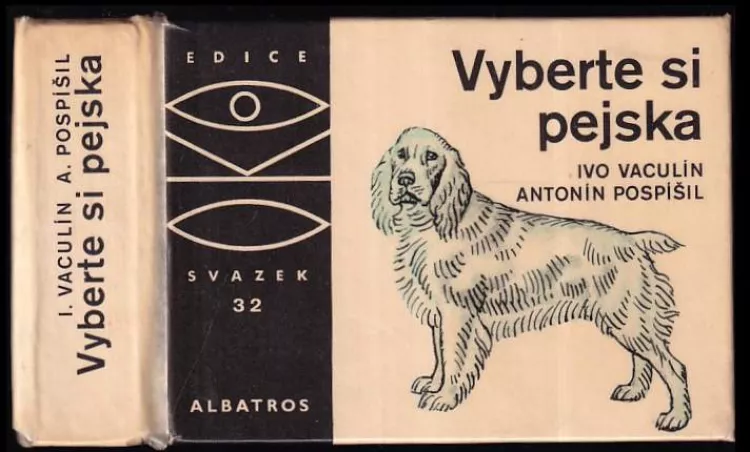 I. VACULÍN A. POSPÍŠIL
Vyberte si pejska
EDICE
SVAZEK
32
ALBATROS
Vyberte si
pejska
IVO VACULÍN
ANTONÍN POSPÍŠIL